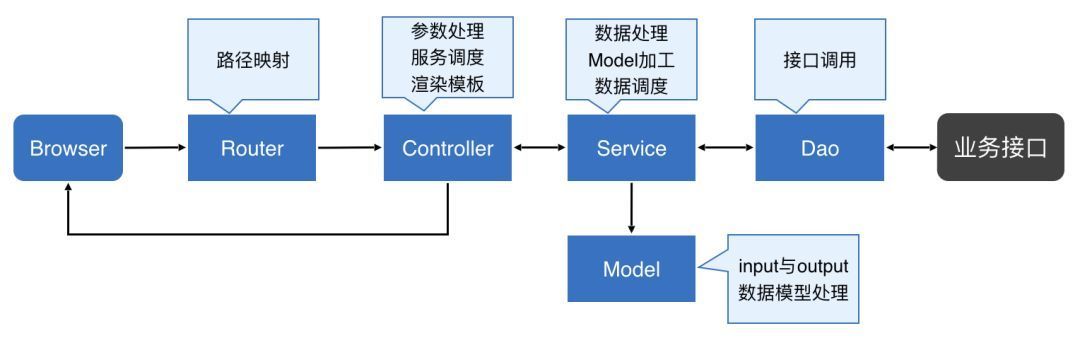 路径映射
参数处理
服务调度
渲染模板
数据处理
Model加工
数据调度
接口调用
Browser
Router
Controller
Service
Dao
业务接口
Model
input与output
数据模型处理